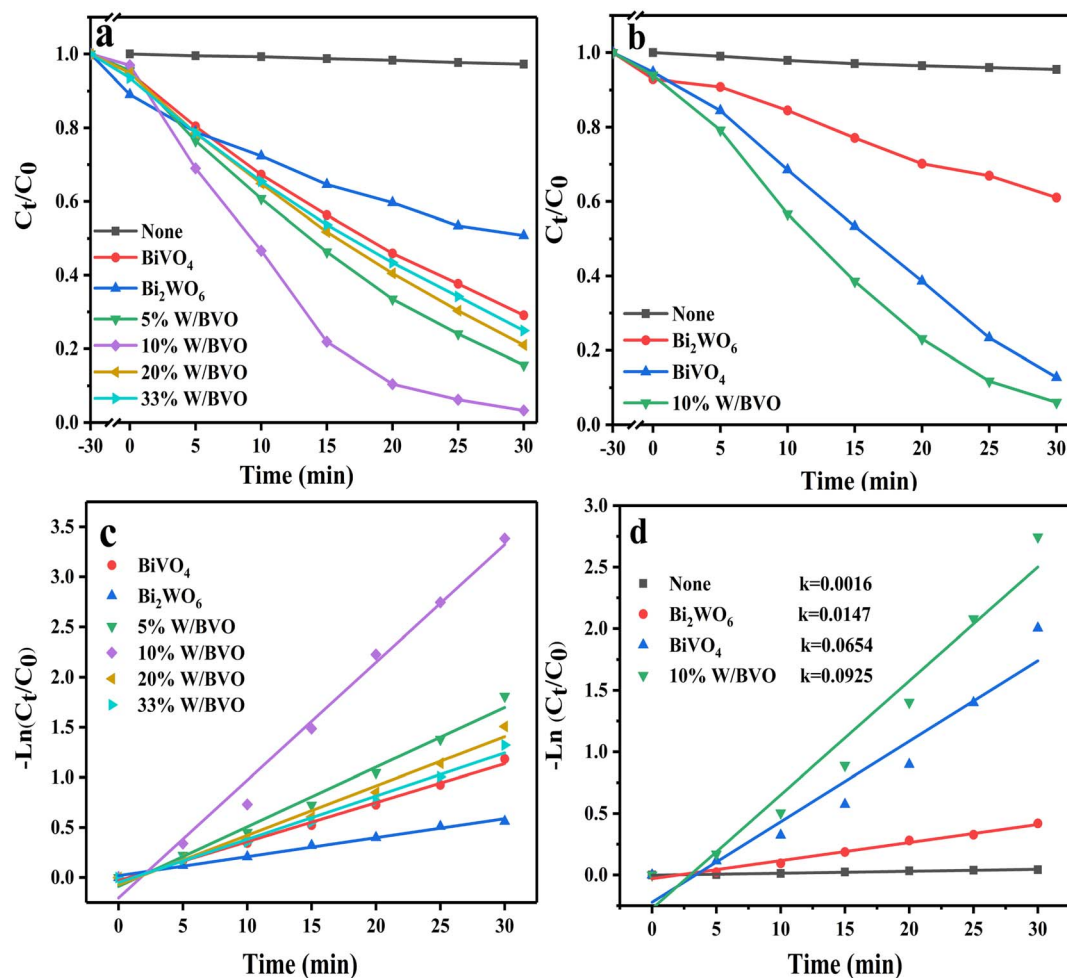 a
1.0
0.8
0.6
0.4
0.2
0.0
Ct/C0
None
BiVO4
Bi2WO6
5% W/BVO
10% W/BVO
20% W/BVO
33% W/BVO
-30 0 5 10 15 20 25 30
Time (min)
b
1.0
0.8
0.6
0.4
0.2
0.0
Ct/C0
None
Bi2WO6
BiVO4
10% W/BVO
-30 0 5 10 15 20 25 30
Time (min)
c
3.5
3.0
2.5
2.0
1.5
1.0
0.5
0.0
-Ln(Ct/C0)
BiVO4
Bi2WO6
5% W/BVO
10% W/BVO
20% W/BVO
33% W/BVO
0 5 10 15 20 25 30
Time (min)
d
3.0
2.5
2.0
1.5
1.0
0.5
0.0
-Ln (Ct/C0)
None k=0.0016
Bi2WO6 k=0.0147
BiVO4 k=0.0654
10% W/BVO k=0.0925
0 5 10 15 20 25 30
Time (min)